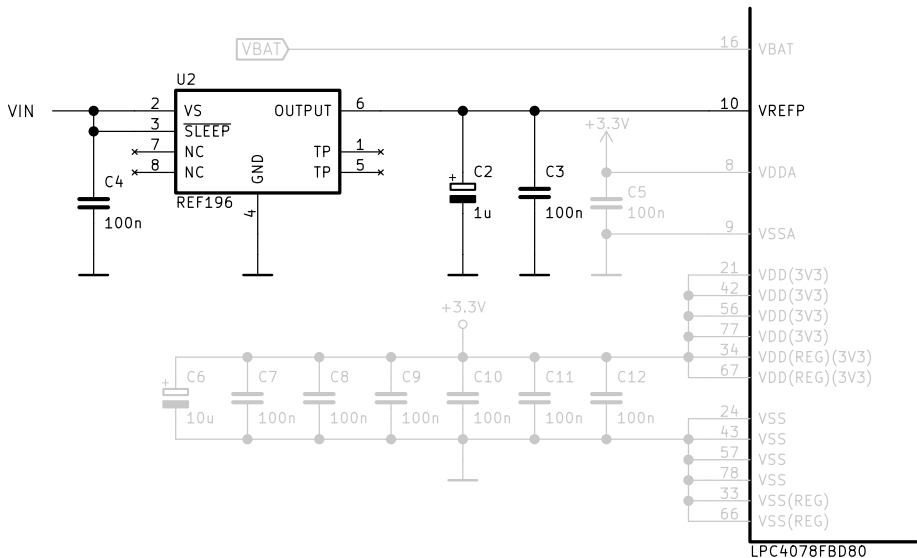 16
VBAT
VBAT
U2
VIN
2
VS
OUTPUT
6
10
VREFP
3
SLEEP
+3.3V
7
NC
TP
1
8
NC
TP
5
GND
C4
100n
REF196
4
+
C2
1u
C3
100n
C5
100n
8
VDDA
9
VSSA
21
VDD(3V3)
42
VDD(3V3)
56
VDD(3V3)
77
VDD(3V3)
34
VDD(REG)(3V3)
67
VDD(REG)(3V3)
+3.3V
+
C6
10u
C7
100n
C8
100n
C9
100n
C10
100n
C11
100n
C12
100n
24
VSS
43
VSS
57
VSS
78
VSS
33
VSS(REG)
66
VSS(REG)
LPC4078FBD80